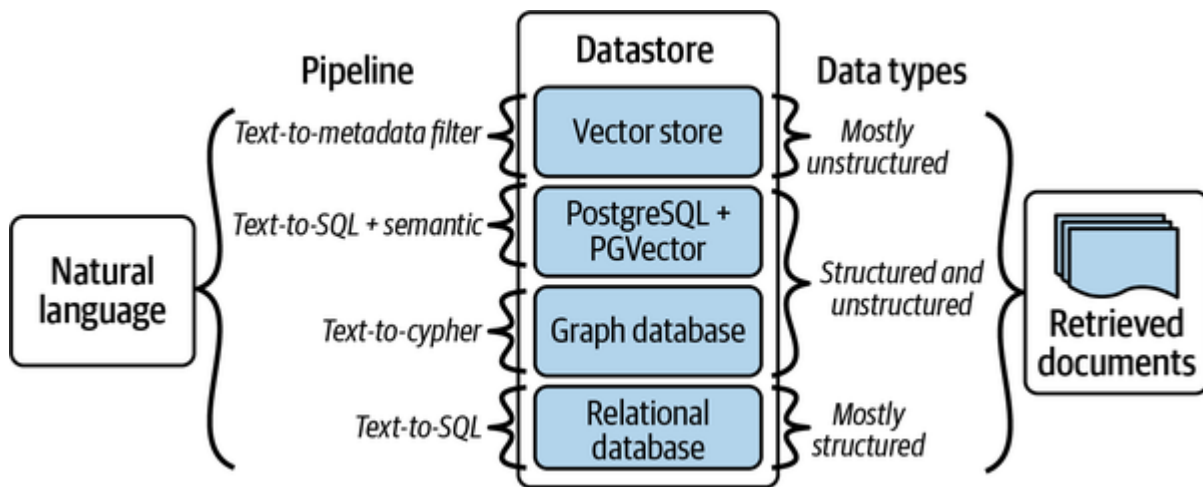 Pipeline
Datastore
Data types
Text-to-metadata filter
Vector store
Mostly
unstructured
Text-to-SQL + semantic
PostgreSQL +
PGVector
Natural
language
Structured and
unstructured
Text-to-cypher
Graph database
Retrieved
documents
Text-to-SQL
Relational
database
Mostly
structured